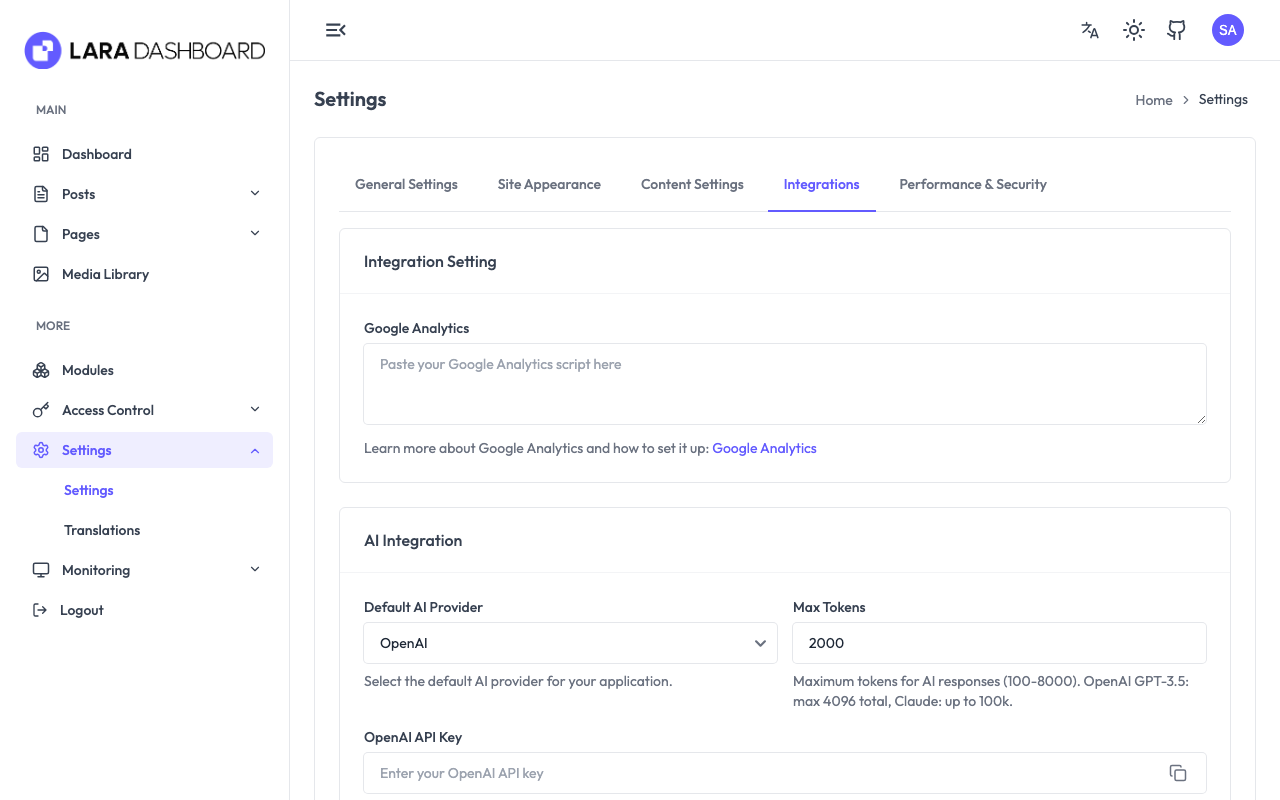 LARA DASHBOARD
MAIN
Dashboard
Posts
Pages
Media Library
MORE
Modules
Access Control
Settings
Settings
Translations
Monitoring
Logout
SA
Settings
Home > Settings
General Settings
Site Appearance
Content Settings
Integrations
Performance & Security
Integration Setting
Google Analytics
Paste your Google Analytics script here
Learn more about Google Analytics and how to set it up: Google Analytics
AI Integration
Default AI Provider
OpenAI
Select the default AI provider for your application.
Max Tokens
2000
Maximum tokens for AI responses (100-8000). OpenAI GPT-3.5:
max 4096 total, Claude: up to 100k.
OpenAI API Key
Enter your OpenAI API key